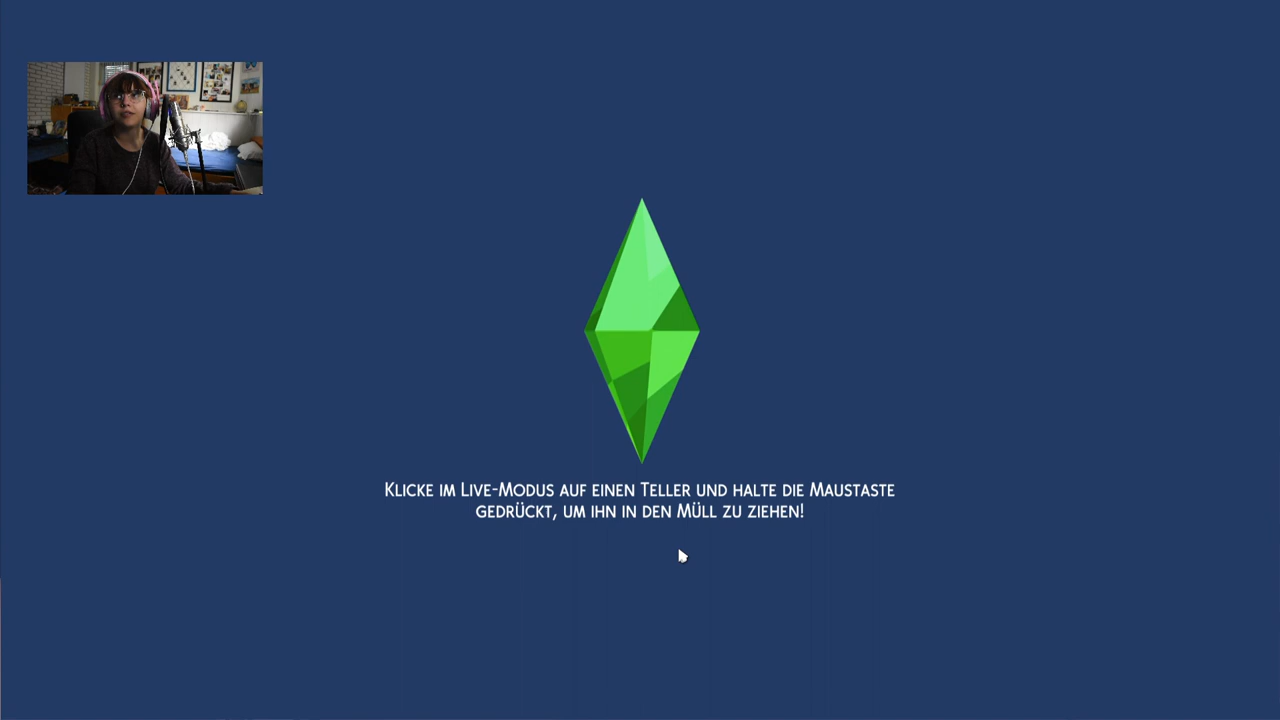 Klicke im Live-Modus auf einen Teller und halte die Maustaste
gedrückt, um ihn in den Müll zu ziehen!